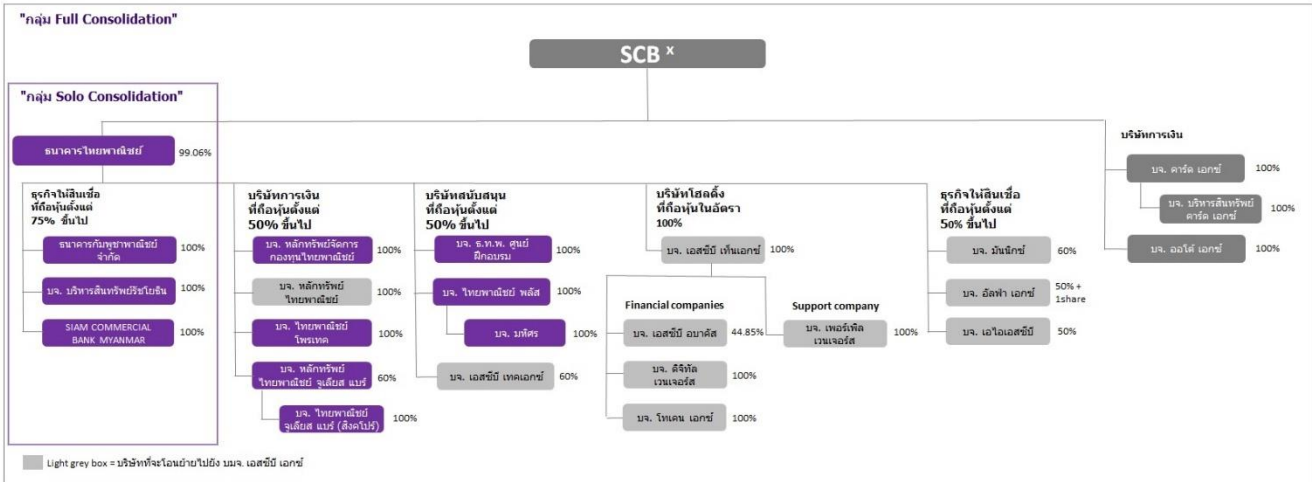 "กลุ่ม Full Consolidation"
SCB X
"กลุ่ม Solo Consolidation"
ธนาคารไทยพาณิชย์
99.06%
ธุรกิจให้สินเชื่อ
ที่ถือหุ้นตั้งแต่
75% ขึ้นไป
ธนาคารกัมพูชาพาณิชย์
จำกัด
100%
บจ. บริหารสินทรัพย์รัชโยธิน
100%
SIAM COMMERCIAL
BANK MYANMAR
100%
บริษัทการเงิน
ที่ถือหุ้นตั้งแต่
50% ขึ้นไป
บจ. หลักทรัพย์จัดการ
กองทุนไทยพาณิชย์
100%
บจ. หลักทรัพย์
ไทยพาณิชย์
100%
บจ. ไทยพาณิชย์
โพรเทค
100%
บจ. หลักทรัพย์
ไทยพาณิชย์ จูเลียส แบร์
60%
บจ. ไทยพาณิชย์
จูเลียส แบร์ (สิงคโปร์)
100%
บริษัทสนับสนุน
ที่ถือหุ้นตั้งแต่
50% ขึ้นไป
บจ. ธ.ท.พ. ศูนย์
ฝึกอบรม
100%
บจ. ไทยพาณิชย์ พลัส
100%
บจ. มหิศร
100%
บจ. เอสซีบี เทคเอกซ์
60%
บริษัทโฮลดิ้ง
ที่ถือหุ้นในอัตรา
100%
บจ. เอสซีบี เท็นเอกซ์
100%
Financial companies
บจ. เอสซีบี อบาคัส
44.85%
บจ. ดิจิทัล
เวนเจอร์ส
100%
บจ. โทเคน เอกซ์
100%
Support company
บจ. เพอร์เพิล
เวนเจอร์ส
100%
ธุรกิจให้สินเชื่อ
ที่ถือหุ้นตั้งแต่
50% ขึ้นไป
บจ. มันนิกซ์
60%
บจ. อัลฟา เอกซ์
50% +
1share
บจ. เอไอเอสซีบี
50%
บริษัทการเงิน
บจ. คาร์ด เอกซ์
100%
บจ. บริหารสินทรัพย์
คาร์ด เอกซ์
100%
บจ. ออโต้ เอกซ์
100%
Light grey box = บริษัทที่จะโอนย้ายไปยัง บมจ. เอสซีบี เอกซ์